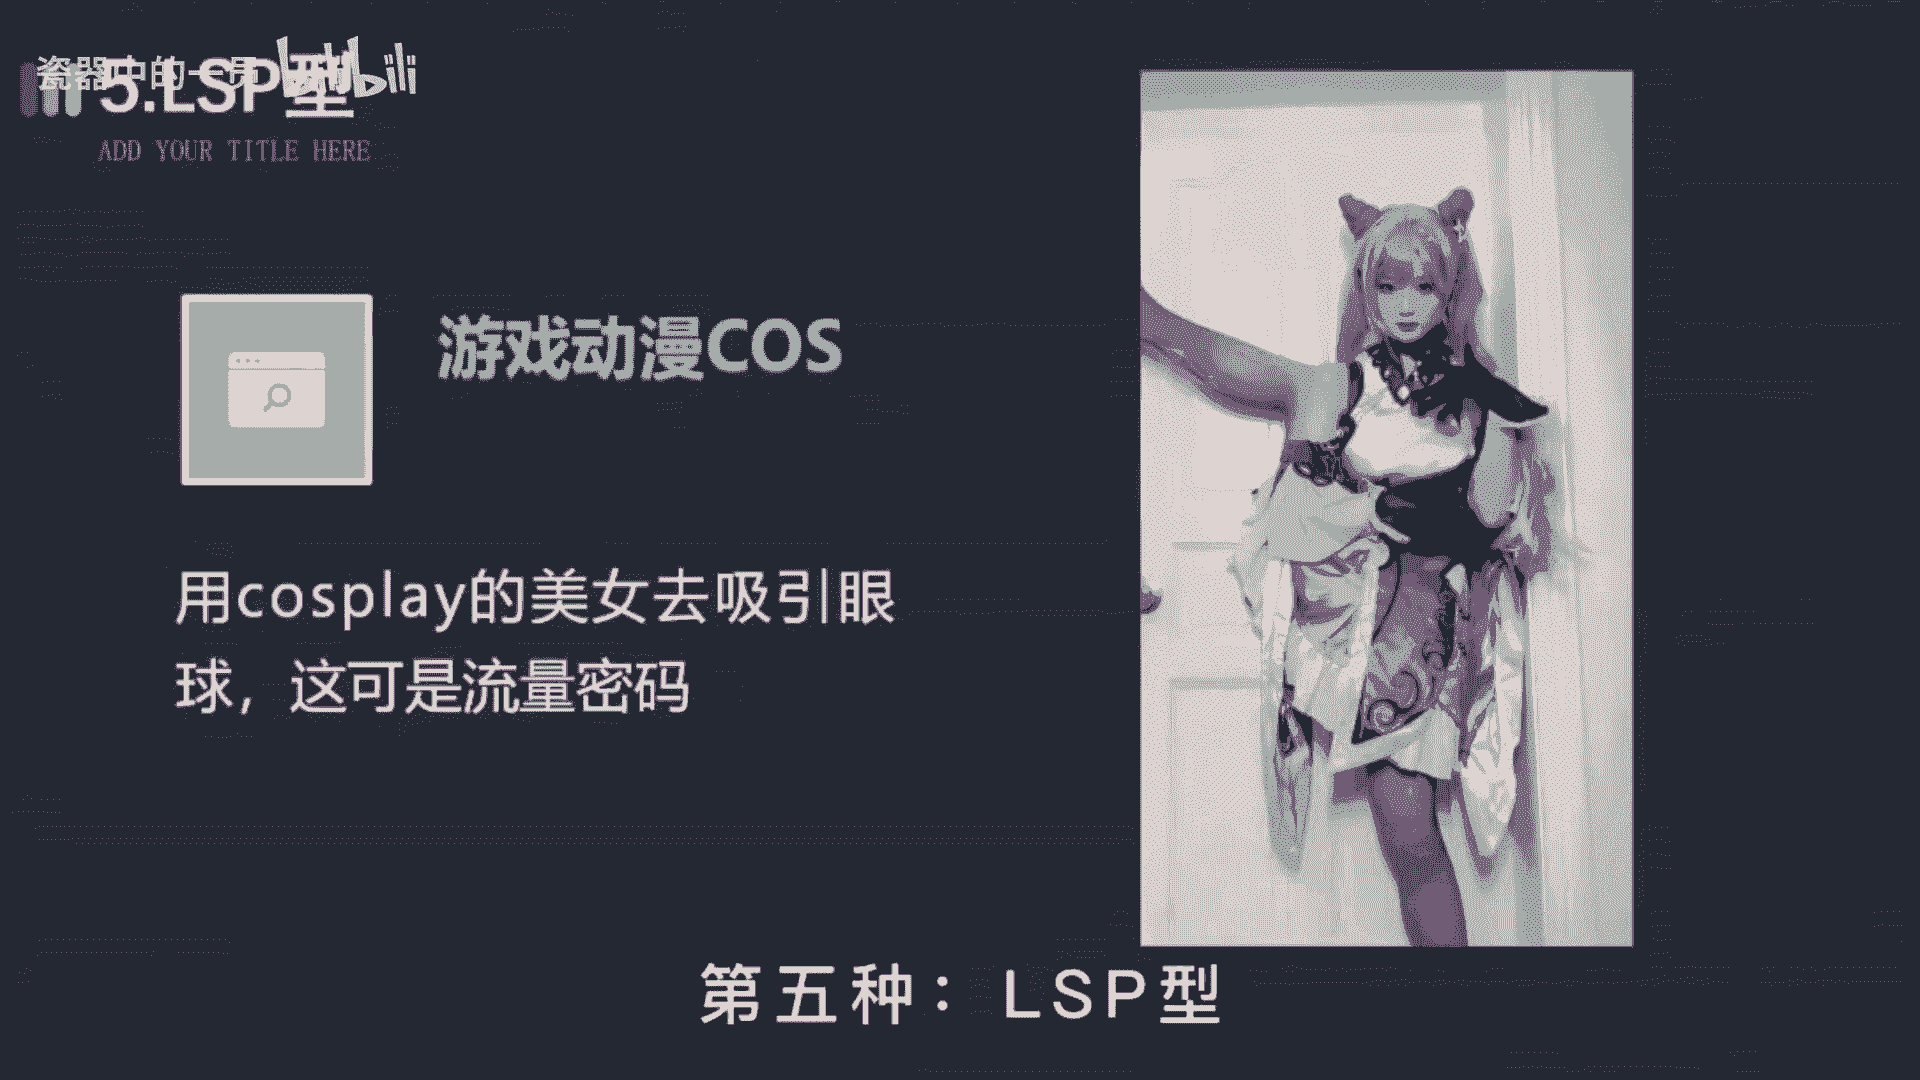 瓷器中的一员 bilibili
5.LSP型
ADD YOUR TITLE HERE
游戏动漫COS
用cosplay的美女去吸引眼
球，这可是流量密码
第五种：LSP型